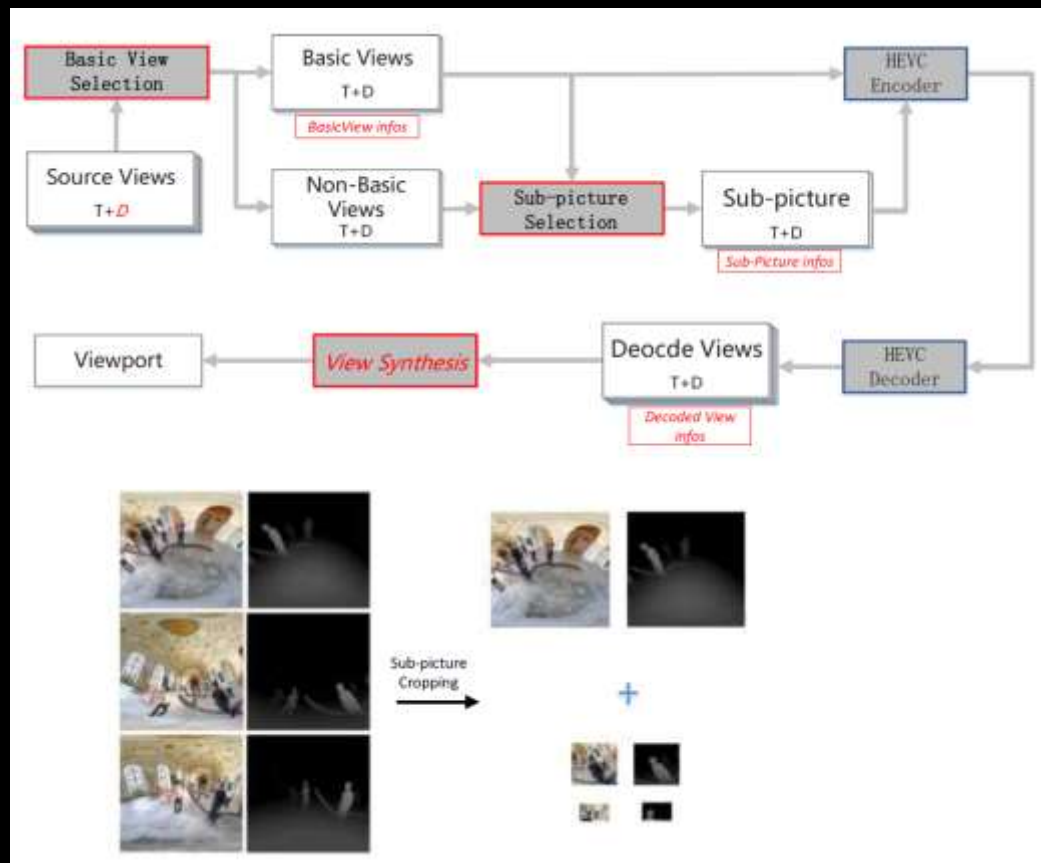 Basic View
Selection
Basic Views
T+D
BasicView infos
HEVC
Encoder
Source Views
T+D
Non-Basic
Views
T+D
Sub-picture
Selection
Sub-picture
T+D
Sub-Picture infos
Viewport
View Synthesis
Deocde Views
T+D
Decoded View
infos
HEVC
Decoder
Sub-picture
Cropping
+